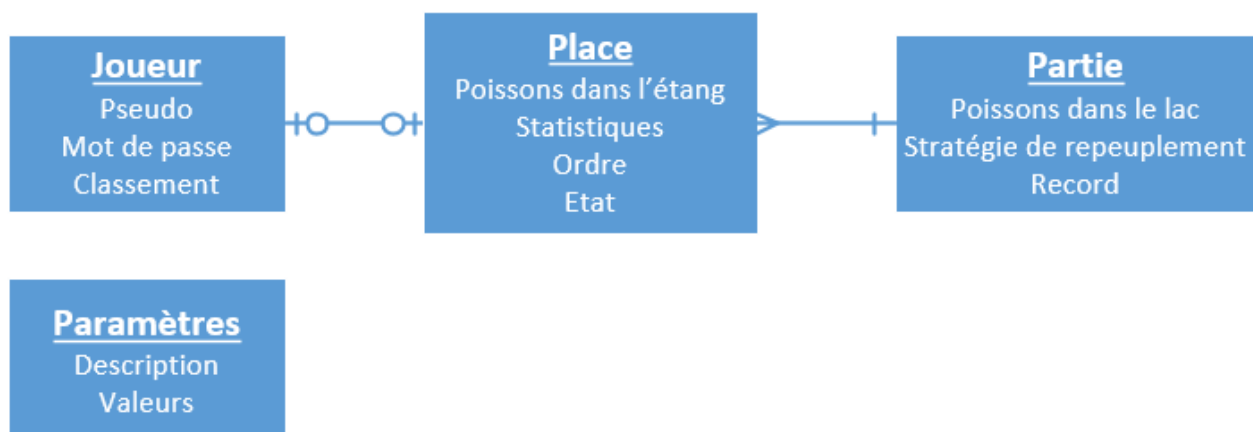 Joueur
Pseudo
Mot de passe
Classement
Place
Poissons dans l'étang
Statistiques
Ordre
Etat
Partie
Poissons dans le lac
Stratégie de repeuplement
Record
Paramètres
Description
Valeurs